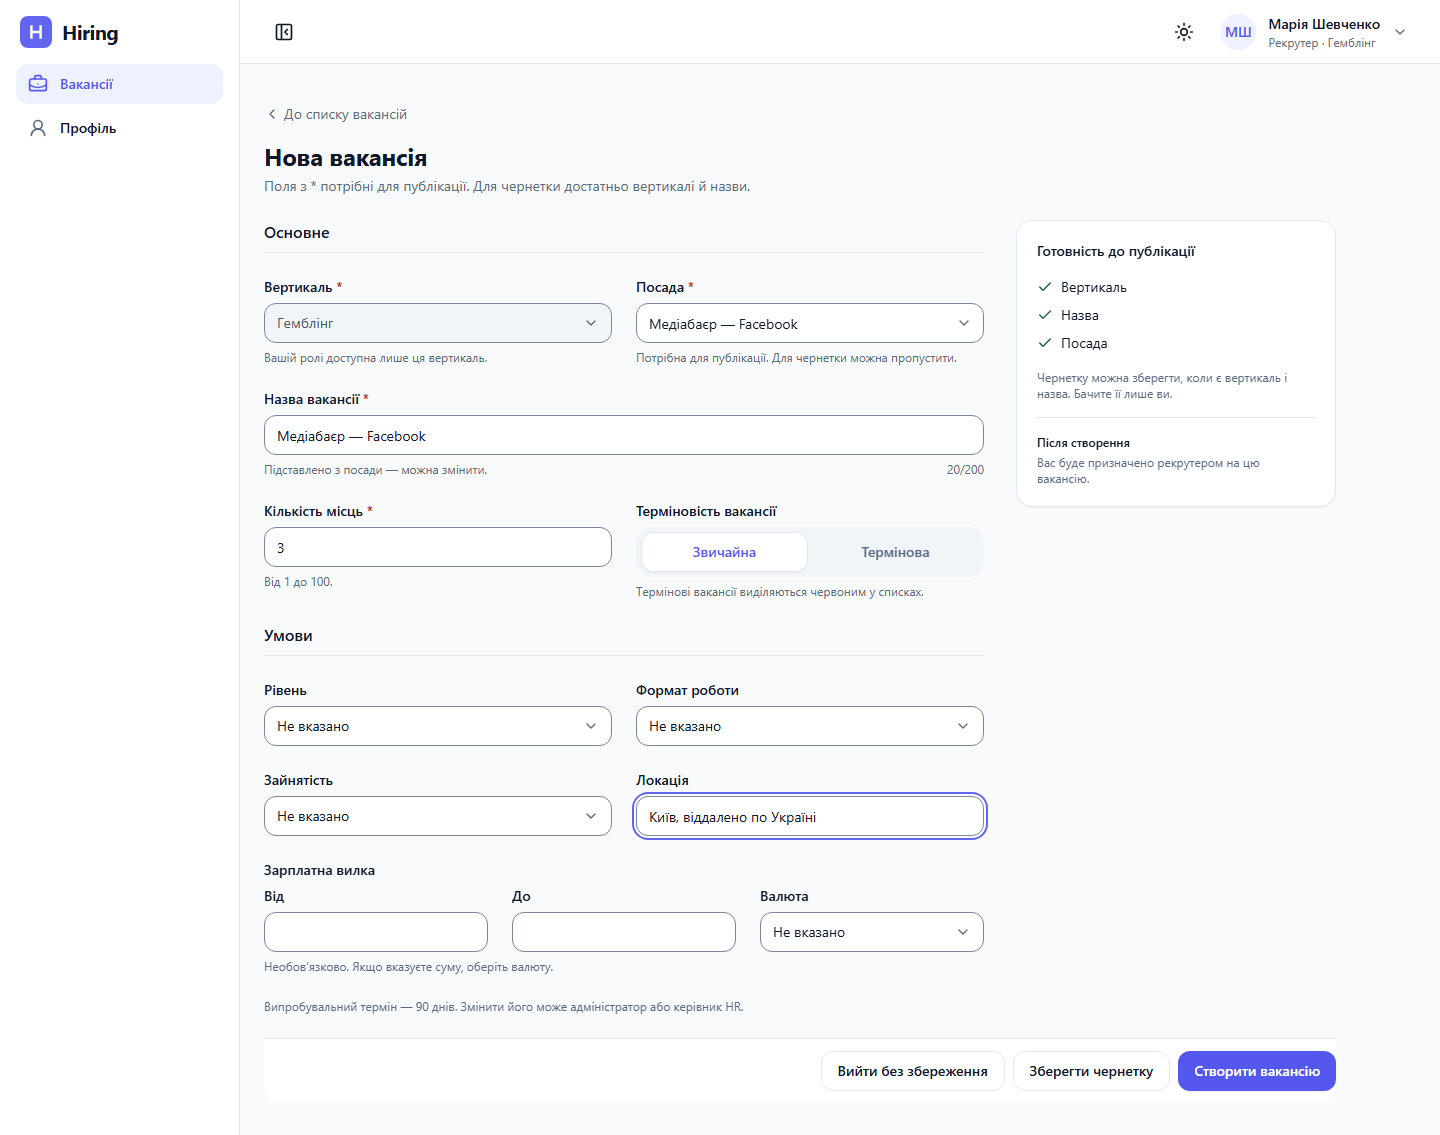 H Hiring
Вакансії
Профіль
МШ
Марія Шевченко
Рекрутер · Гемблінг
До списку вакансій
Нова вакансія
Поля з * потрібні для публікації. Для чернетки достатньо вертикалі й назви.
Основне
Вертикаль *
Гемблінг
Вашій ролі доступна лише ця вертикаль.
Посада *
Медіабаєр — Facebook
Потрібна для публікації. Для чернетки можна пропустити.
Назва вакансії *
Медіабаєр — Facebook
Підставлено з посади — можна змінити.
20/200
Кількість місць *
3
Від 1 до 100.
Терміновість вакансії
Звичайна
Термінова
Термінові вакансії виділяються червоним у списках.
Умови
Рівень
Не вказано
Формат роботи
Не вказано
Зайнятість
Не вказано
Локація
Київ, віддалено по Україні
Зарплатна вилка
Від
До
Валюта
Не вказано
Необов'язково. Якщо вказуєте суму, оберіть валюту.
Випробувальний термін — 90 днів. Змінити його може адміністратор або керівник HR.
Готовність до публікації
Вертикаль
Назва
Посада
Чернетку можна зберегти, коли є вертикаль і
назва. Бачите її лише ви.
Після створення
Вас буде призначено рекрутером на цю
вакансію.
Вийти без збереження
Зберегти чернетку
Створити вакансію